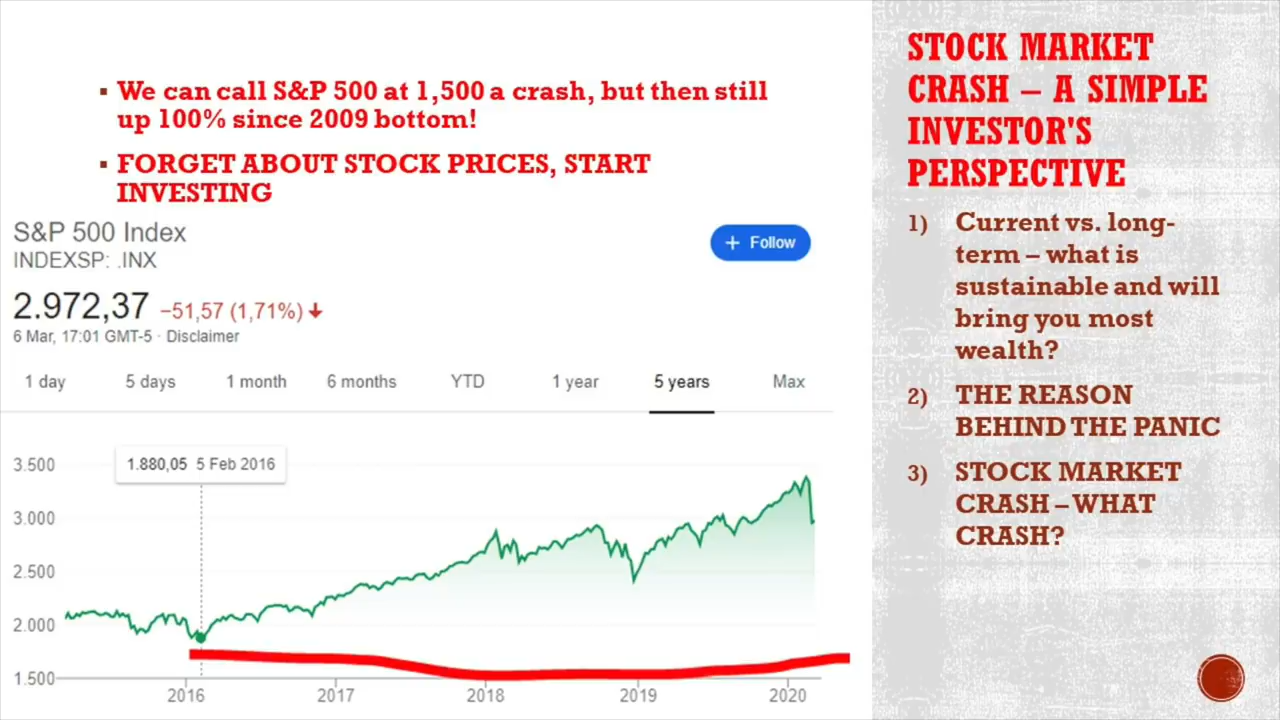 We can call S&P 500 at 1,500 a crash, but then still
up 100% since 2009 bottom!
FORGET ABOUT STOCK PRICES, START
INVESTING
S&P 500 Index
INDEXSP: .INX
+ Follow
2.972,37 −51,57 (1,71%)
6 Mar, 17:01 GMT-5 · Disclaimer
1 day 5 days 1 month 6 months YTD 1 year 5 years Max
1.880,05 5 Feb 2016
3.500
3.000
2.500
2.000
1.500
2016 2017 2018 2019 2020
STOCK MARKET
CRASH – A SIMPLE
INVESTOR'S
PERSPECTIVE
1) Current vs. long-
term – what is
sustainable and will
bring you most
wealth?
2) THE REASON
BEHIND THE PANIC
3) STOCK MARKET
CRASH – WHAT
CRASH?